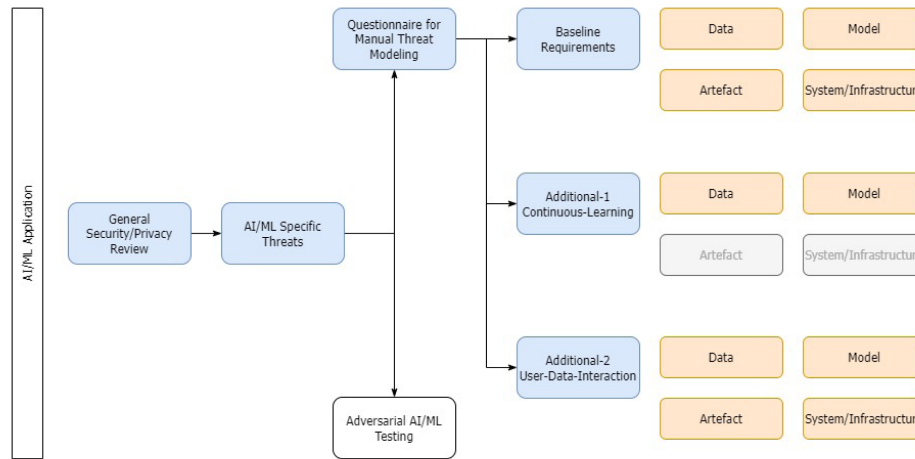 AI/ML Application
General
Security/Privacy
Review
AI/ML Specific
Threats
Questionnaire for
Manual Threat
Modeling
Adversarial AI/ML
Testing
Baseline
Requirements
Data
Model
Artefact
System/Infrastructur
Additional-1
Continuous-Learning
Data
Model
Artefact
System/Infrastructur
Additional-2
User-Data-Interaction
Data
Model
Artefact
System/Infrastructur